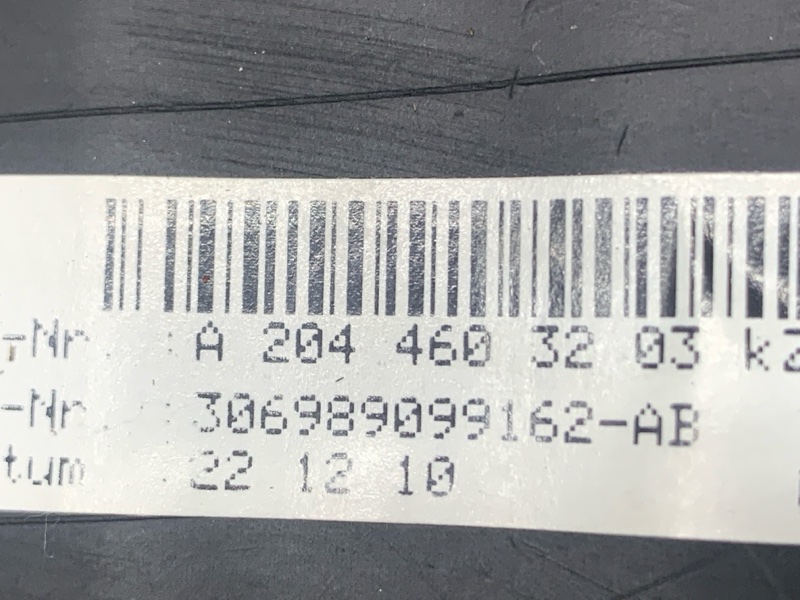 -Nr : A 204 460 32 03 kZ
-Nr : 306989099162-AB
tum : 22 12 10